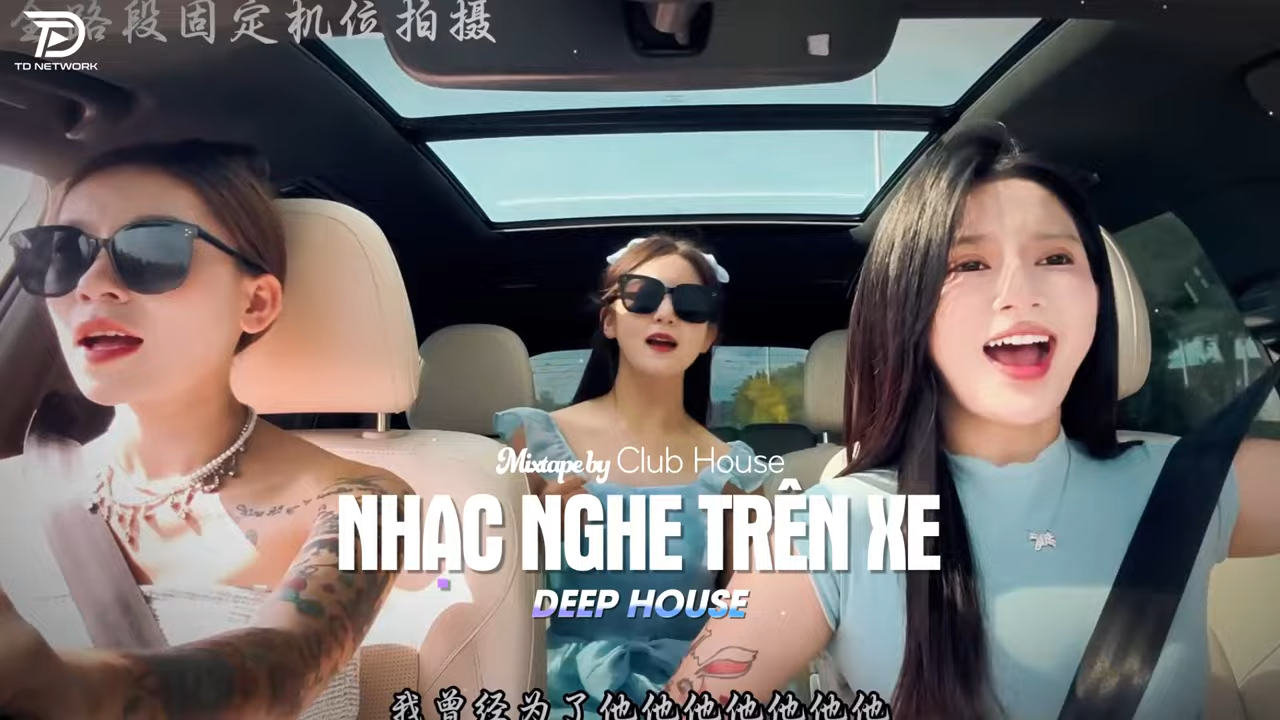 全路段固定机位拍摄
TD NETWORK
Mixtape by Club House
NHẠC NGHE TRÊN XE
DEEP HOUSE
我曾经为了他他他他他他他